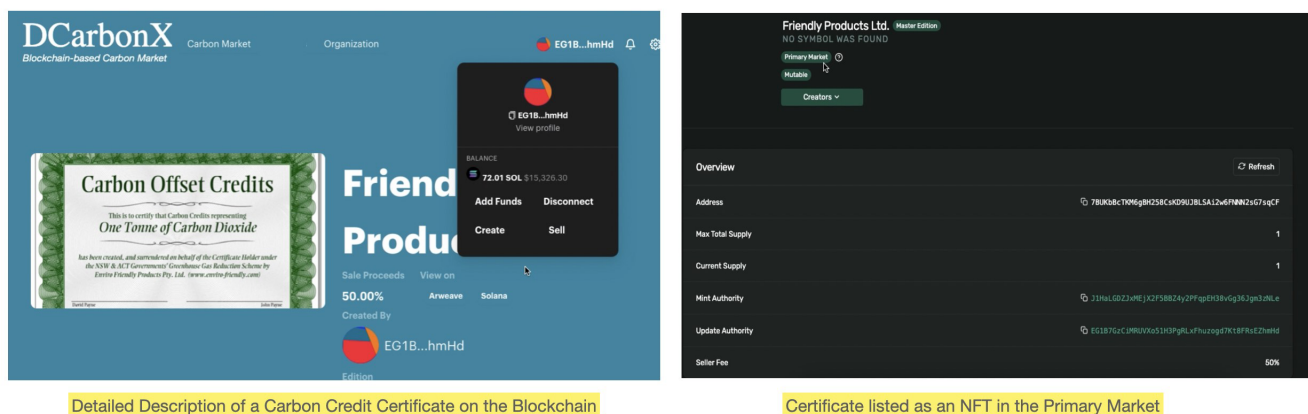 DCarbonX
Blockchain-based Carbon Market
Carbon Market
Organization
EG1B...hmHd
EG1B...hmHd
View profile
BALANCE
72.01 SOL $15,326.30
Add Funds Disconnect
Create Sell
Carbon Offset Credits
This is to certify that Carbon Credits representing
One Tonne of Carbon Dioxide
has been created, and surrendered on behalf of the Certificate Holder under
the NSW & ACT Governments' Greenhouse Gas Reduction Scheme by
Enviro Friendly Products Pty. Ltd. (www.enviro-friendly.com)
David Payne
John Payne
Friend
Produ
Sale Proceeds View on
50.00% Arweave Solana
Created By
EG1B...hmHd
Edition
Detailed Description of a Carbon Credit Certificate on the Blockchain
Friendly Products Ltd. Master Edition
NO SYMBOL WAS FOUND
Primary Market
Mutable
Creators
Overview
Refresh
Address
Max Total Supply 1
Current Supply 1
Mint Authority
Update Authority
Seller Fee 50%
Certificate listed as an NFT in the Primary Market